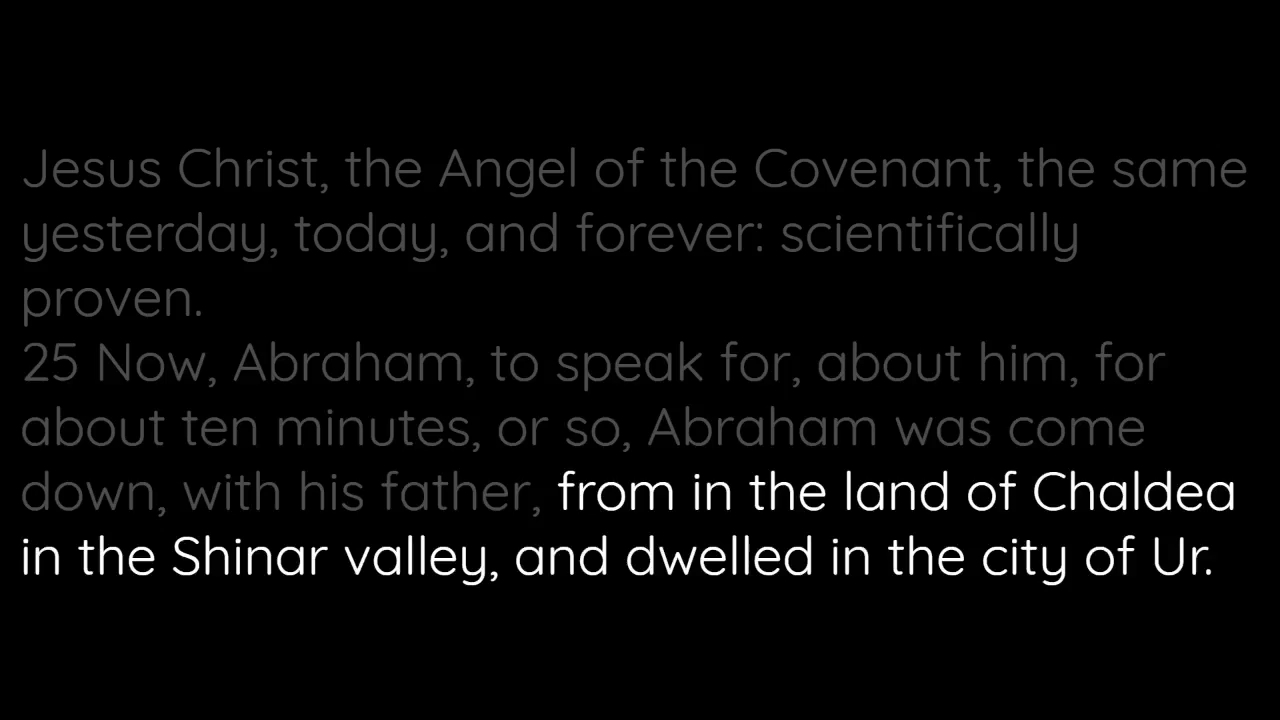 Jesus Christ, the Angel of the Covenant, the same
yesterday, today, and forever: scientifically
proven.
25 Now, Abraham, to speak for, about him, for
about ten minutes, or so, Abraham was come
down, with his father, from in the land of Chaldea
in the Shinar valley, and dwelled in the city of Ur.